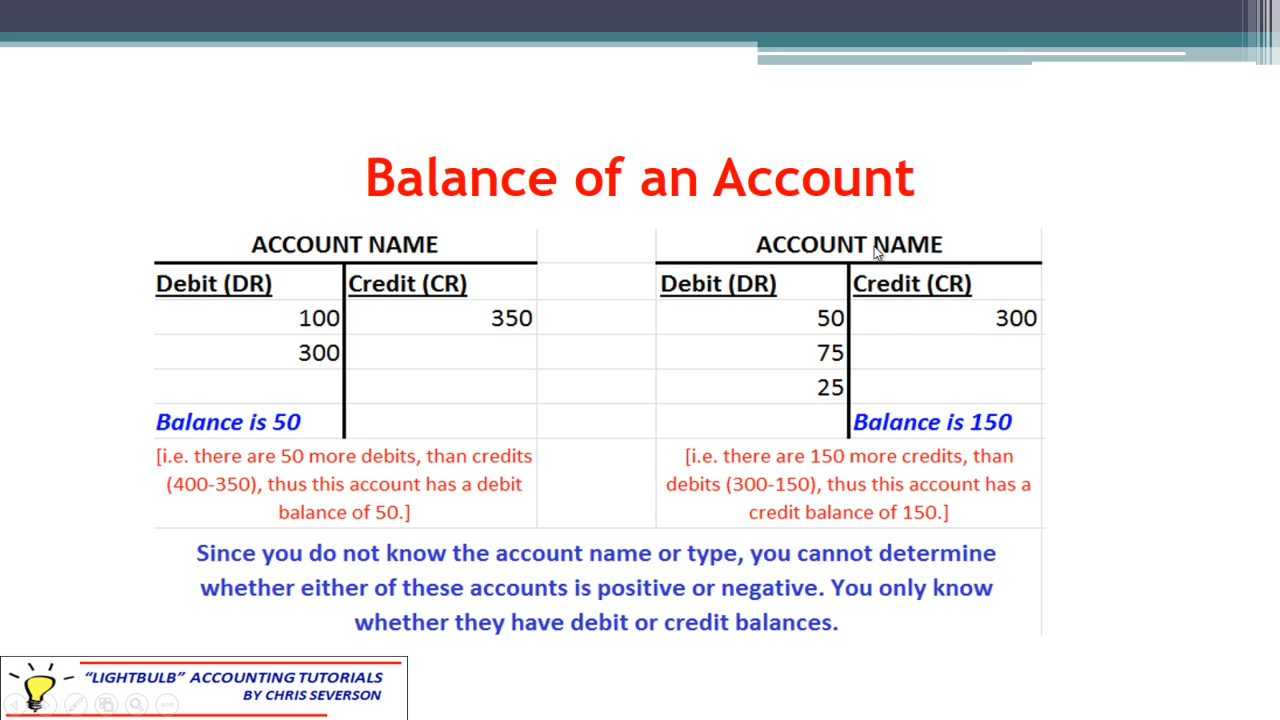 Balance of an Account
ACCOUNT NAME
Debit (DR) Credit (CR)
100 350
300
Balance is 50
[i.e. there are 50 more debits, than credits
(400-350), thus this account has a debit
balance of 50.]
ACCOUNT NAME
Debit (DR) Credit (CR)
50 300
75
25
Balance is 150
[i.e. there are 150 more credits, than
debits (300-150), thus this account has a
credit balance of 150.]
Since you do not know the account name or type, you cannot determine
whether either of these accounts is positive or negative. You only know
whether they have debit or credit balances.
“LIGHTBULB” ACCOUNTING TUTORIALS
BY CHRIS SEVERSON